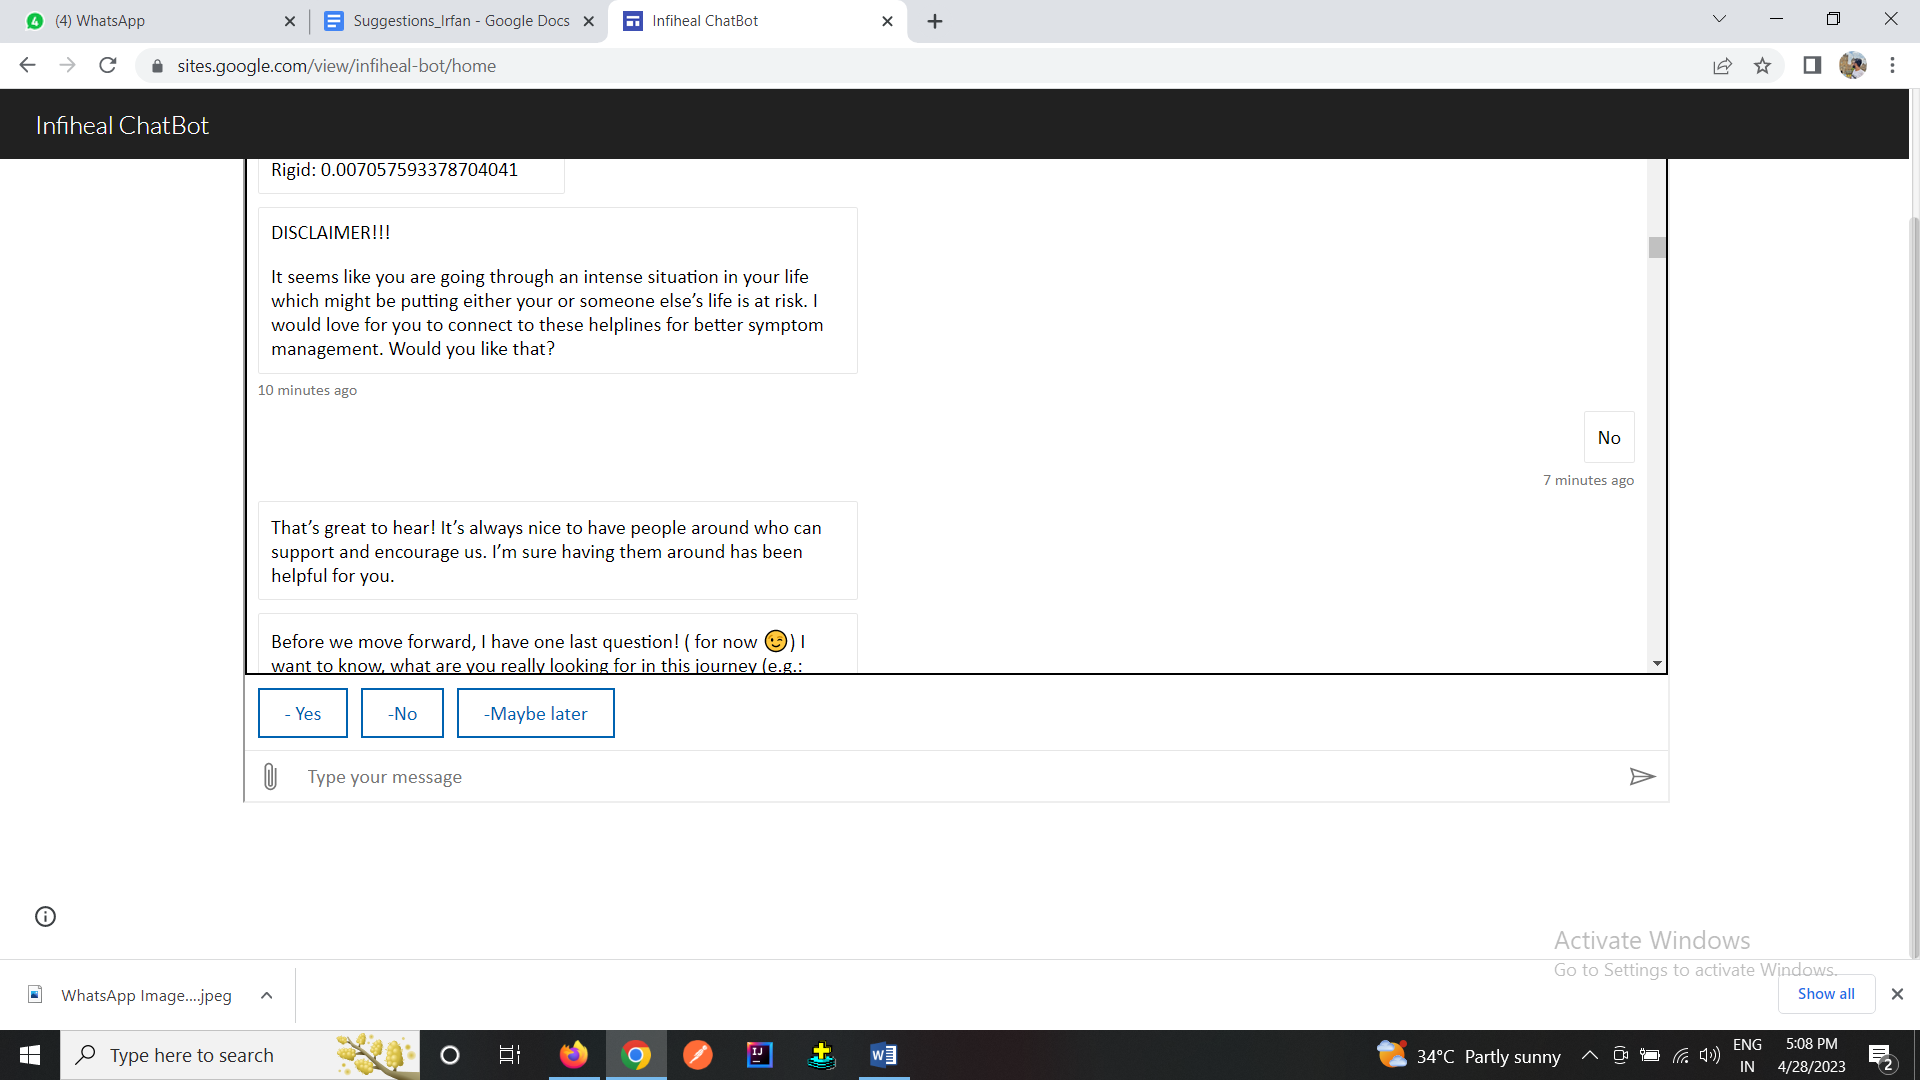 4 (4) WhatsApp
Suggestions_Irfan - Google Docs
Infiheal ChatBot
sites.google.com/view/infiheal-bot/home
Infiheal ChatBot
Rigid: 0.007057593378704041
DISCLAIMER!!!
It seems like you are going through an intense situation in your life
which might be putting either your or someone else’s life is at risk. I
would love for you to connect to these helplines for better symptom
management. Would you like that?
10 minutes ago
No
7 minutes ago
That’s great to hear! It’s always nice to have people around who can
support and encourage us. I’m sure having them around has been
helpful for you.
Before we move forward, I have one last question! ( for now 😉) I
want to know, what are you really looking for in this journey (e.g.:
- Yes
-No
-Maybe later
Type your message
Activate Windows
Go to Settings to activate Windows.
WhatsApp Image....jpeg
Show all
Type here to search
IJ
W
34°C Partly sunny
ENG
IN
5:08 PM
4/28/2023
2